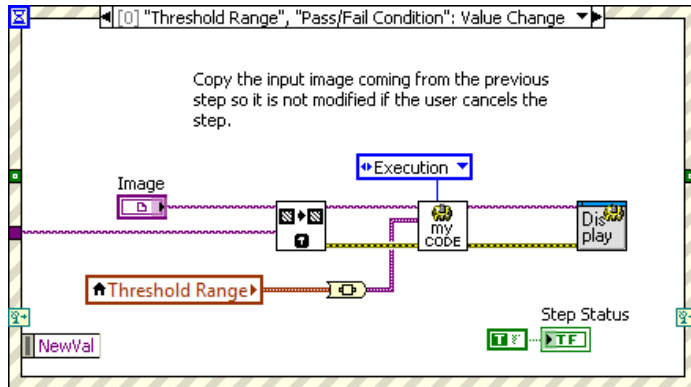 [0] "Threshold Range", "Pass/Fail Condition": Value Change
Copy the input image coming from the previous
step so it is not modified if the user cancels the
step.
Execution
Image
my
CODE
Dis
play
Threshold Range
Step Status
T
TF
NewVal